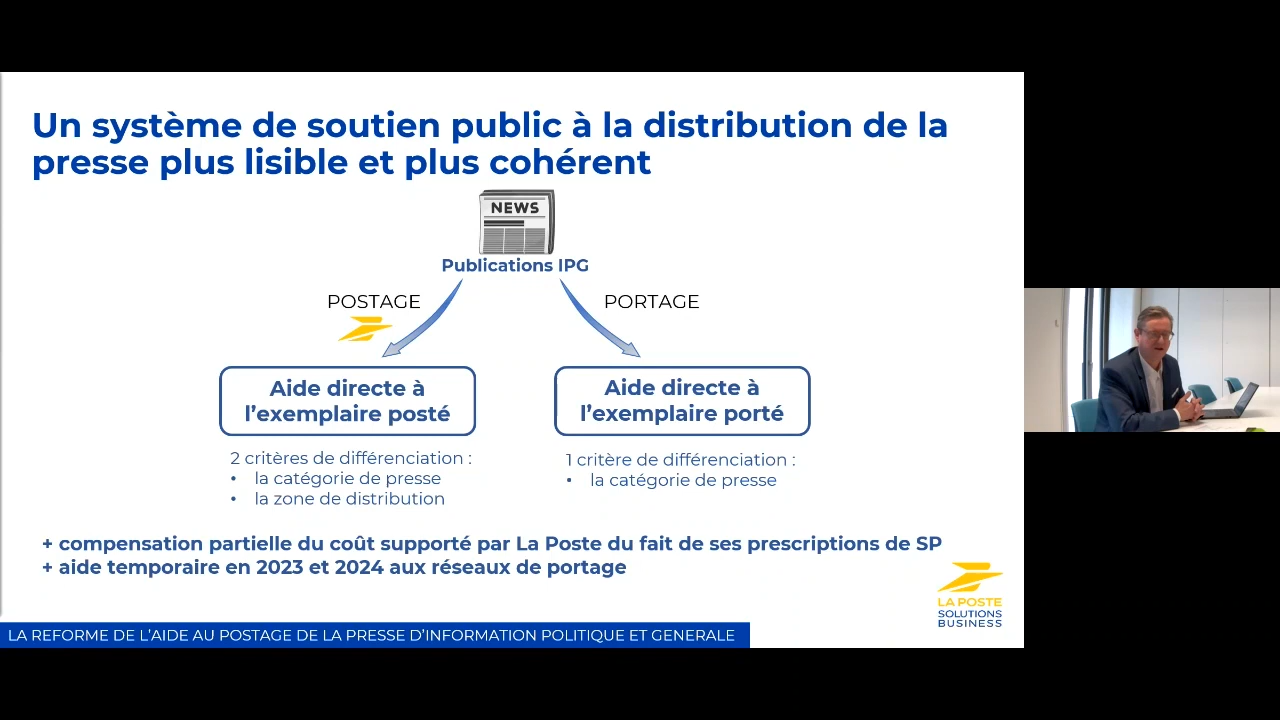 Un système de soutien public à la distribution de la
presse plus lisible et plus cohérent
NEWS
Publications IPG
POSTAGE
PORTAGE
Aide directe à
l’exemplaire posté
Aide directe à
l’exemplaire porté
2 critères de différenciation :
• la catégorie de presse
• la zone de distribution
1 critère de différenciation :
• la catégorie de presse
+ compensation partielle du coût supporté par La Poste du fait de ses prescriptions de SP
+ aide temporaire en 2023 et 2024 aux réseaux de portage
LA POSTE
SOLUTIONS
BUSINESS
LA REFORME DE L’AIDE AU POSTAGE DE LA PRESSE D’INFORMATION POLITIQUE ET GENERALE